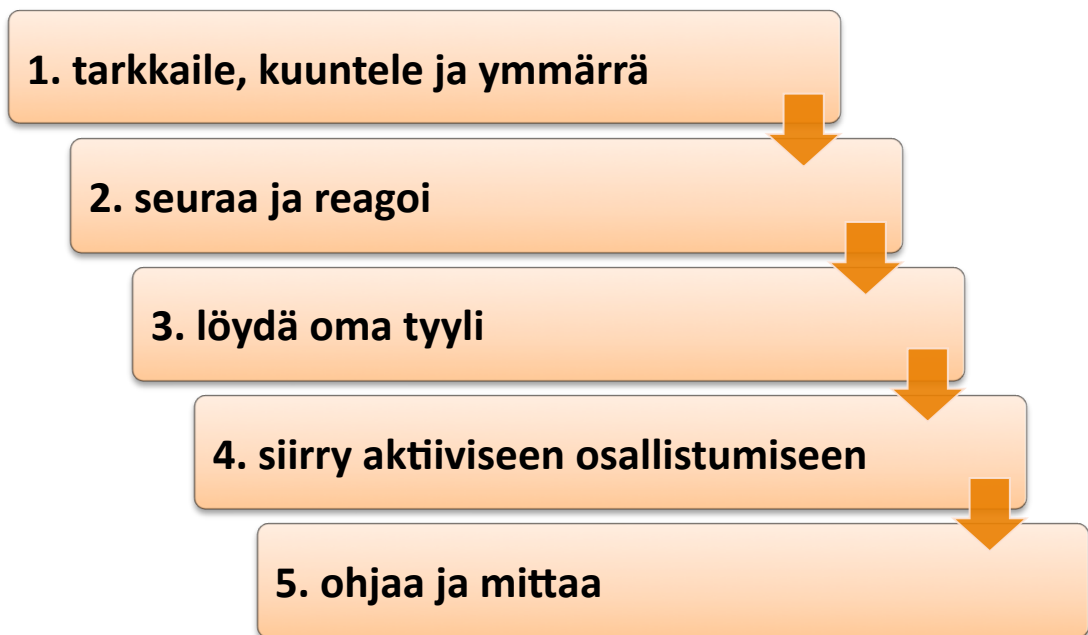 1. tarkkaile, kuuntele ja ymmärrä
2. seuraa ja reagoi
3. löydä oma tyyli
4. siirry aktiiviseen osallistumiseen
5. ohjaa ja mittaa